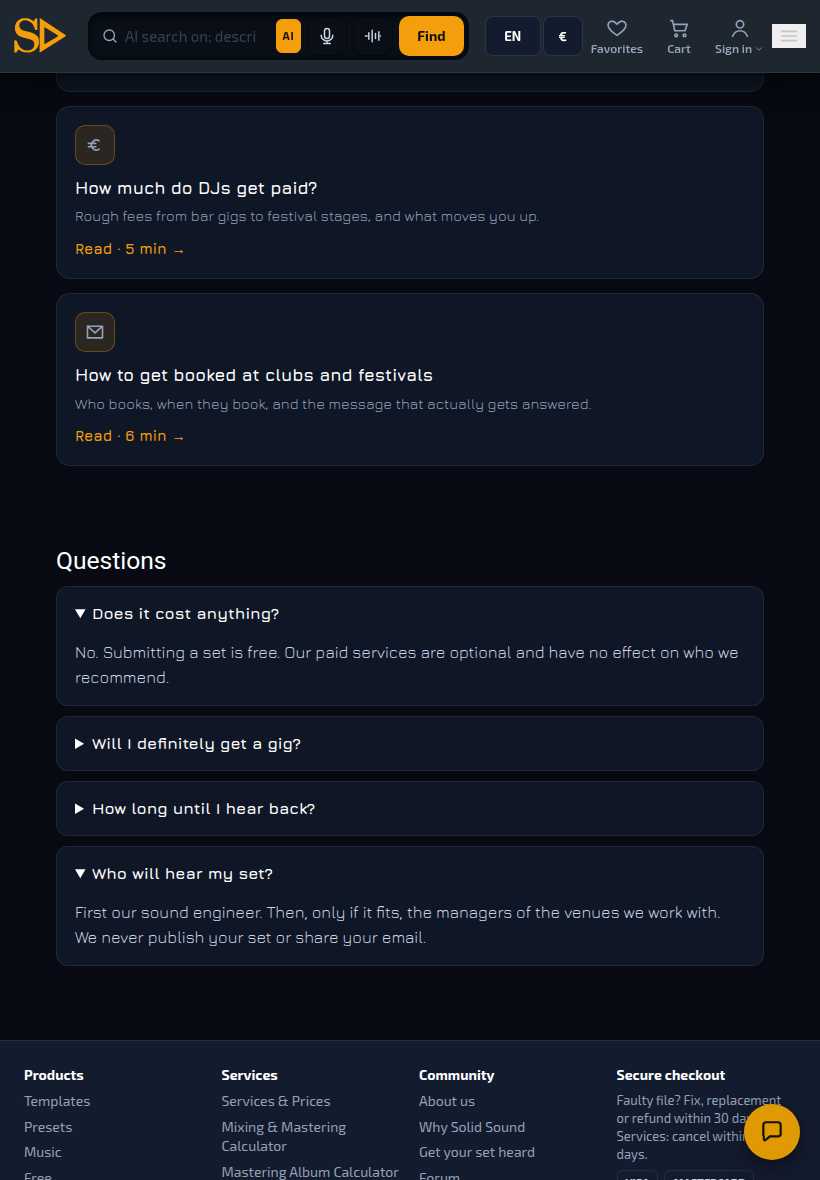 SD
AI search on: descri
AI
Find
EN
€
Favorites
Cart
Sign in
€
How much do DJs get paid?
Rough fees from bar gigs to festival stages, and what moves you up.
Read · 5 min →
How to get booked at clubs and festivals
Who books, when they book, and the message that actually gets answered.
Read · 6 min →
Questions
▼ Does it cost anything?
No. Submitting a set is free. Our paid services are optional and have no effect on who we
recommend.
▶ Will I definitely get a gig?
▶ How long until I hear back?
▼ Who will hear my set?
First our sound engineer. Then, only if it fits, the managers of the venues we work with.
We never publish your set or share your email.
Products
Templates
Presets
Music
Free
Services
Services & Prices
Mixing & Mastering
Calculator
Mastering Album Calculator
Community
About us
Why Solid Sound
Get your set heard
Forum
Secure checkout
Faulty file? Fix, replacement
or refund within 30
Services: cancel within
days.
VISA
MASTERCARD